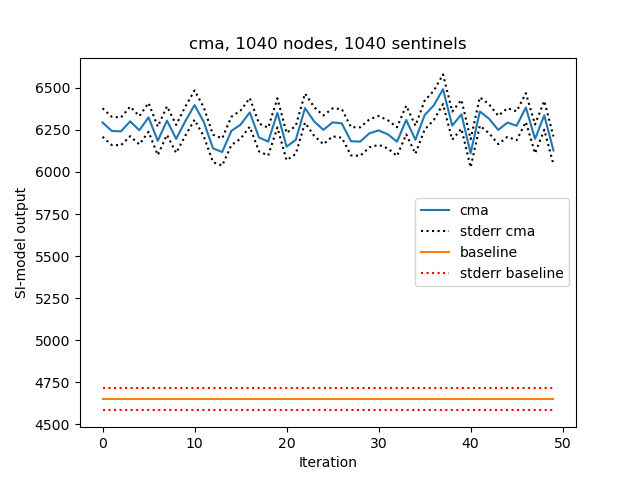 cma, 1040 nodes, 1040 sentinels
SI-model output
6500
6250
6000
5750
5500
5250
5000
4750
4500
cma
stderr cma
baseline
stderr baseline
0
10
20
30
40
50
Iteration